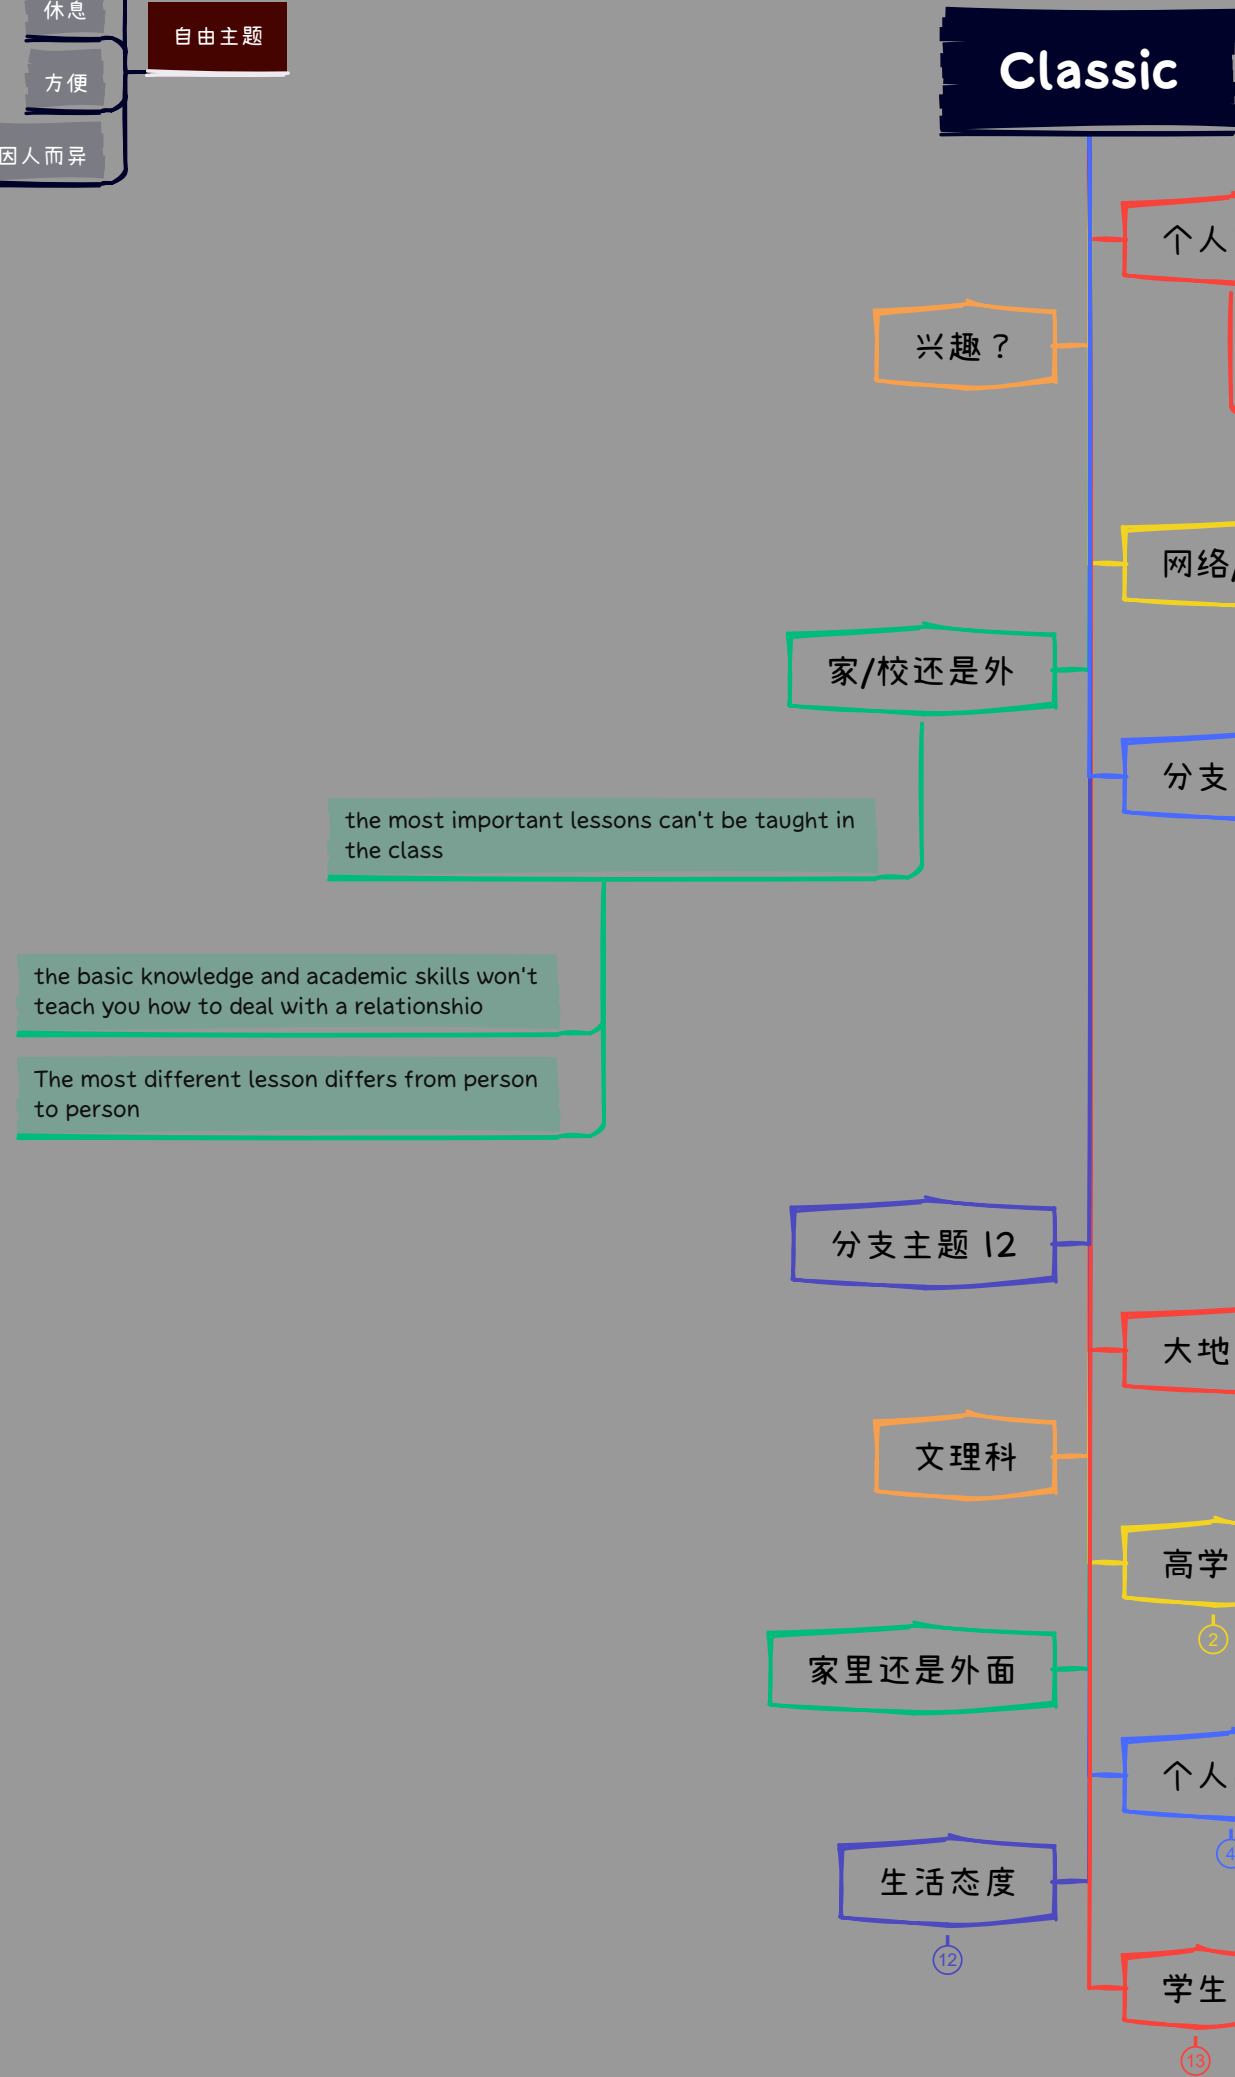 休息
自由主题
方便
因人而异
Classic
个人
兴趣？
网络/
家/校还是外
分支
the most important lessons can't be taught in
the class
the basic knowledge and academic skills won't
teach you how to deal with a relationshio
The most different lesson differs from person
to person
分支主题 12
大地
文理科
高学
2
家里还是外面
个人
4
生活态度
12
学生
13